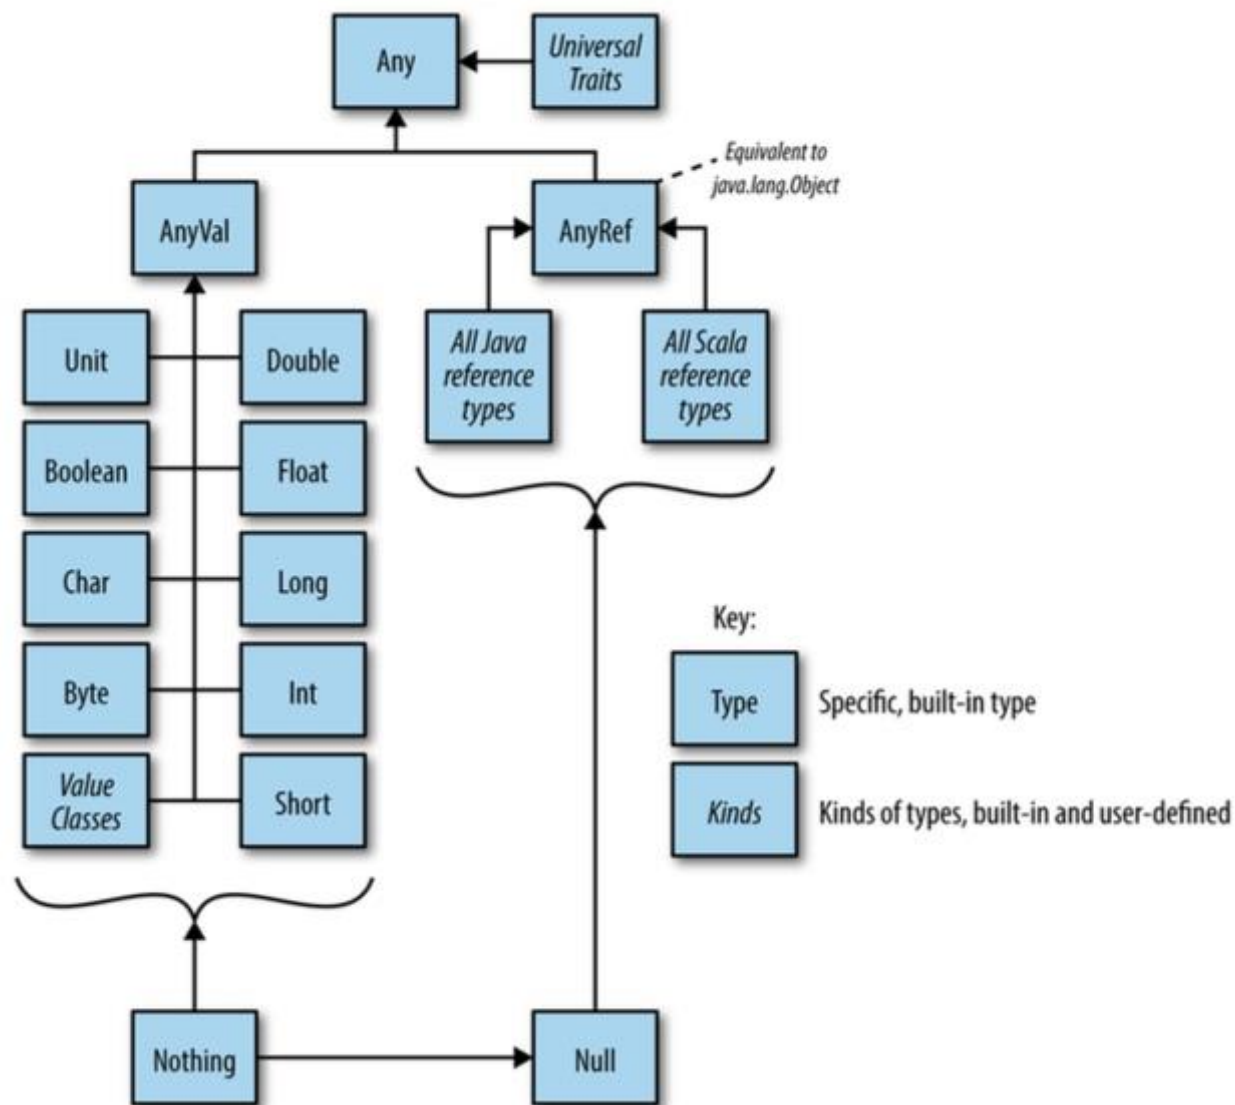 Any
Universal
Traits
Equivalent to
java.lang.Object
AnyVal
AnyRef
Unit
Double
All Java
reference
types
All Scala
reference
types
Boolean
Float
Char
Long
Key:
Byte
Int
Type
Specific, built-in type
Value
Classes
Short
Kinds
Kinds of types, built-in and user-defined
Nothing
Null